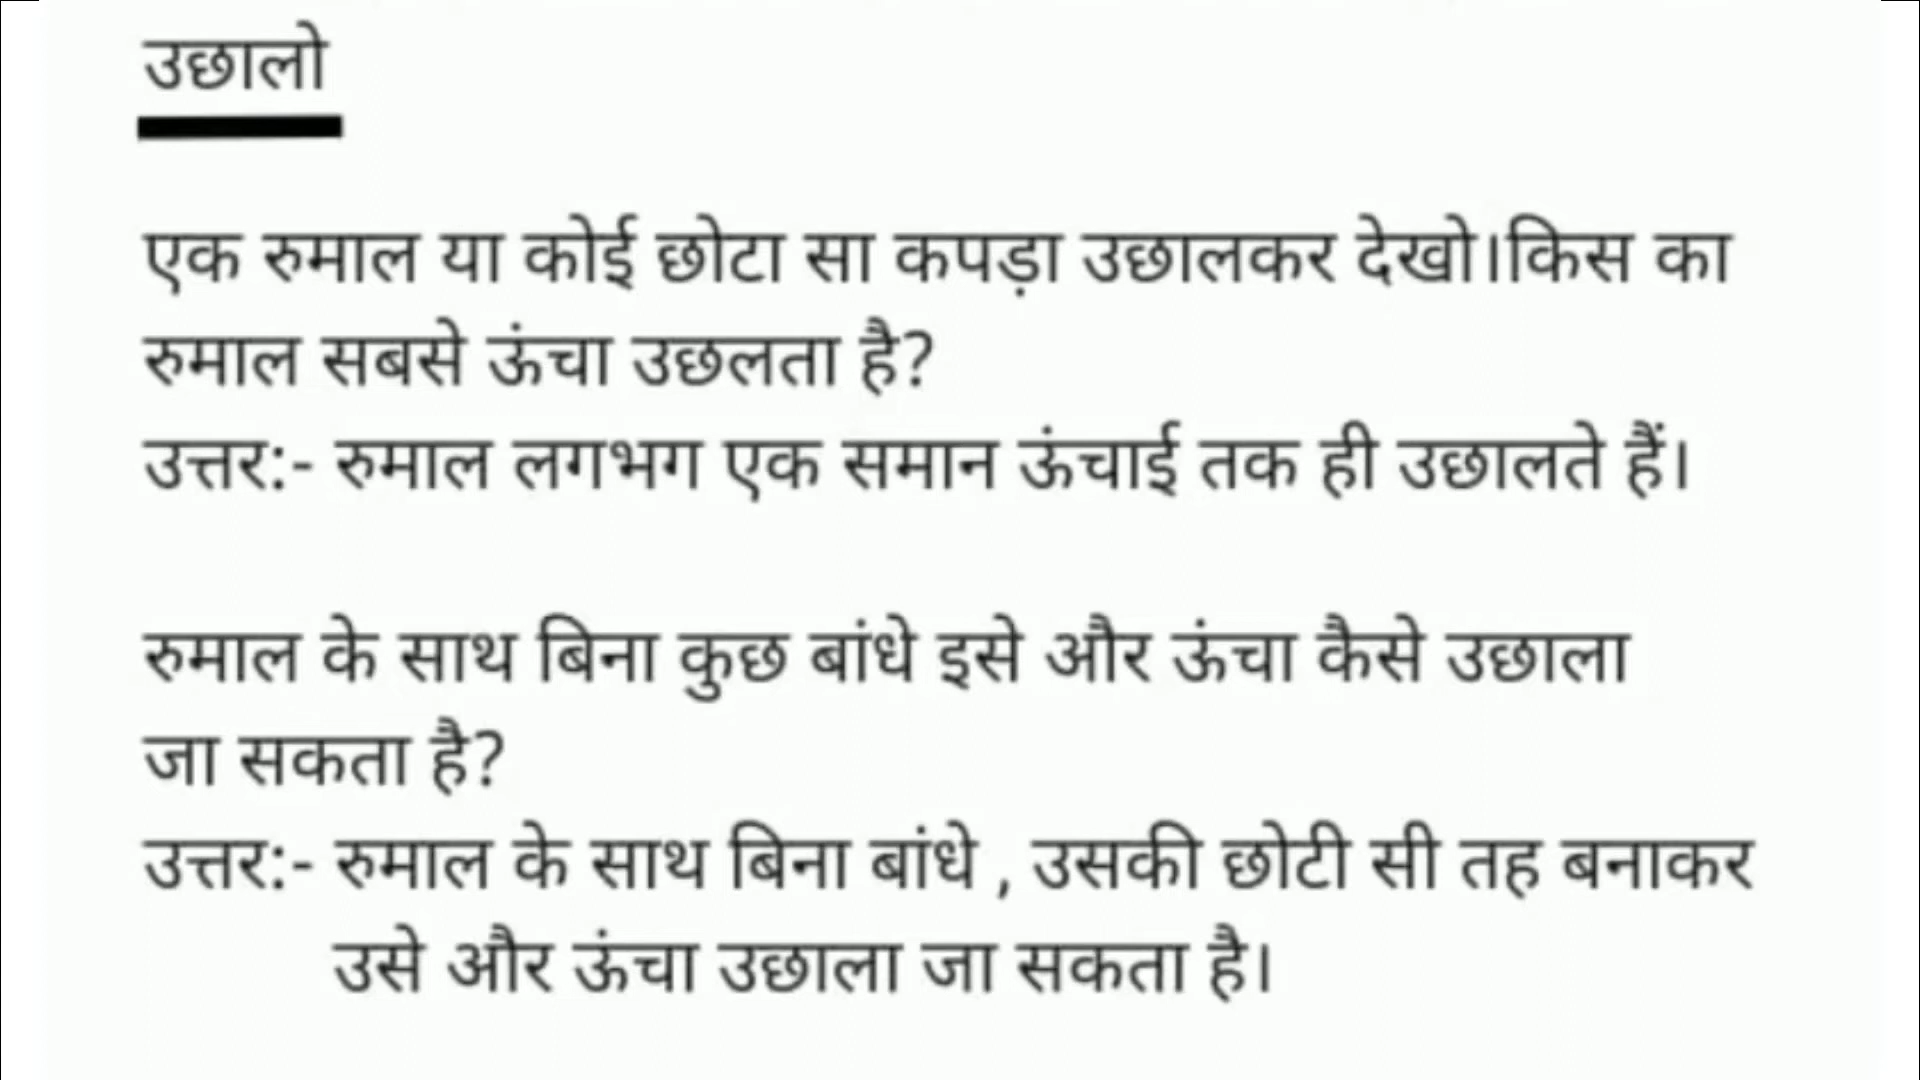 उछालो
एक रुमाल या कोई छोटा सा कपड़ा उछालकर देखो।किस का
रुमाल सबसे ऊंचा उछलता है?
उत्तर:- रुमाल लगभग एक समान ऊंचाई तक ही उछालते हैं।
रुमाल के साथ बिना कुछ बांधे इसे और ऊंचा कैसे उछाला
जा सकता है?
उत्तर:- रुमाल के साथ बिना बांधे , उसकी छोटी सी तह बनाकर
उसे और ऊंचा उछाला जा सकता है।